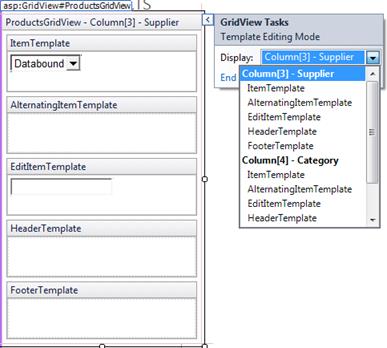 asp:GridView#ProductsGridView
ProductsGridView - Column[3] - Supplier
ItemTemplate
Databound
AlternatingItemTemplate
EditItemTemplate
HeaderTemplate
FooterTemplate
GridView Tasks
Template Editing Mode
Display: Column[3] - Supplier
End
Column[3] - Supplier
ItemTemplate
AlternatingItemTemplate
EditItemTemplate
HeaderTemplate
FooterTemplate
Column[4] - Category
ItemTemplate
AlternatingItemTemplate
EditItemTemplate
HeaderTemplate